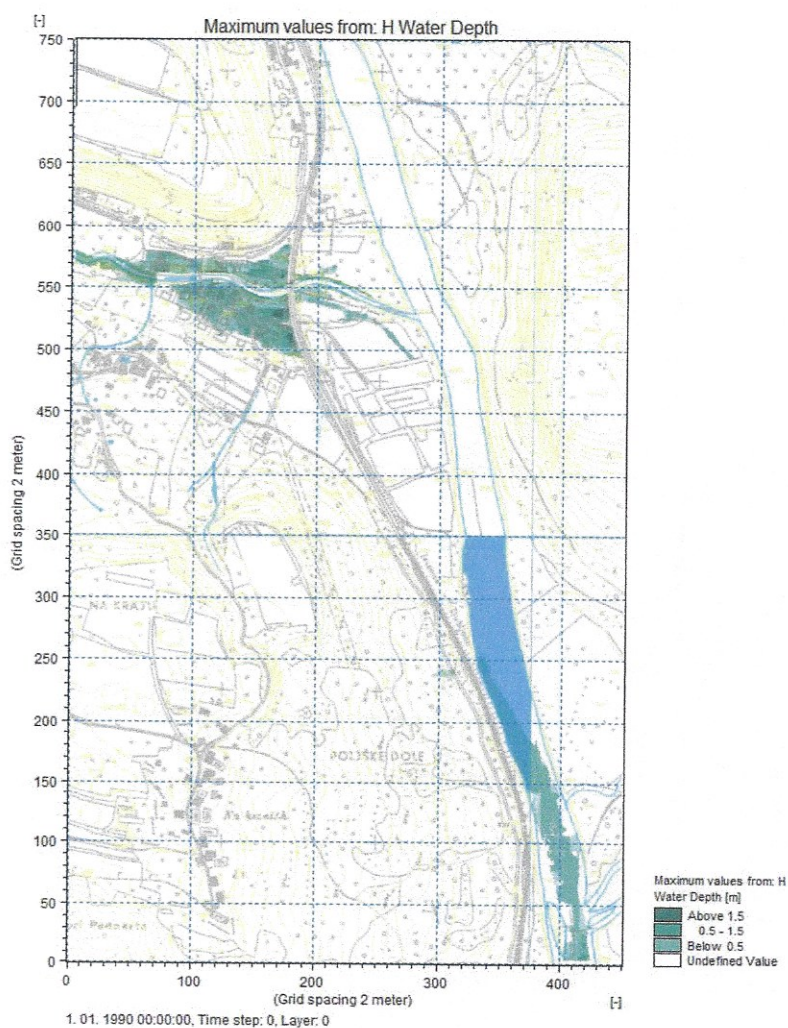 [-]
Maximum values from: H Water Depth
750
700
650
600
550
500
450
400
350
300
250
200
150
100
50
0
(Grid spacing 2 meter)
NA KRAJU
POLJSKE DOLE
0 100 200 300 400
(Grid spacing 2 meter)
[-]
1. 01. 1990 00:00:00, Time step: 0, Layer: 0
Maximum values from: H
Water Depth [m]
Above 1.5
0.5 - 1.5
Below 0.5
Undefined Value